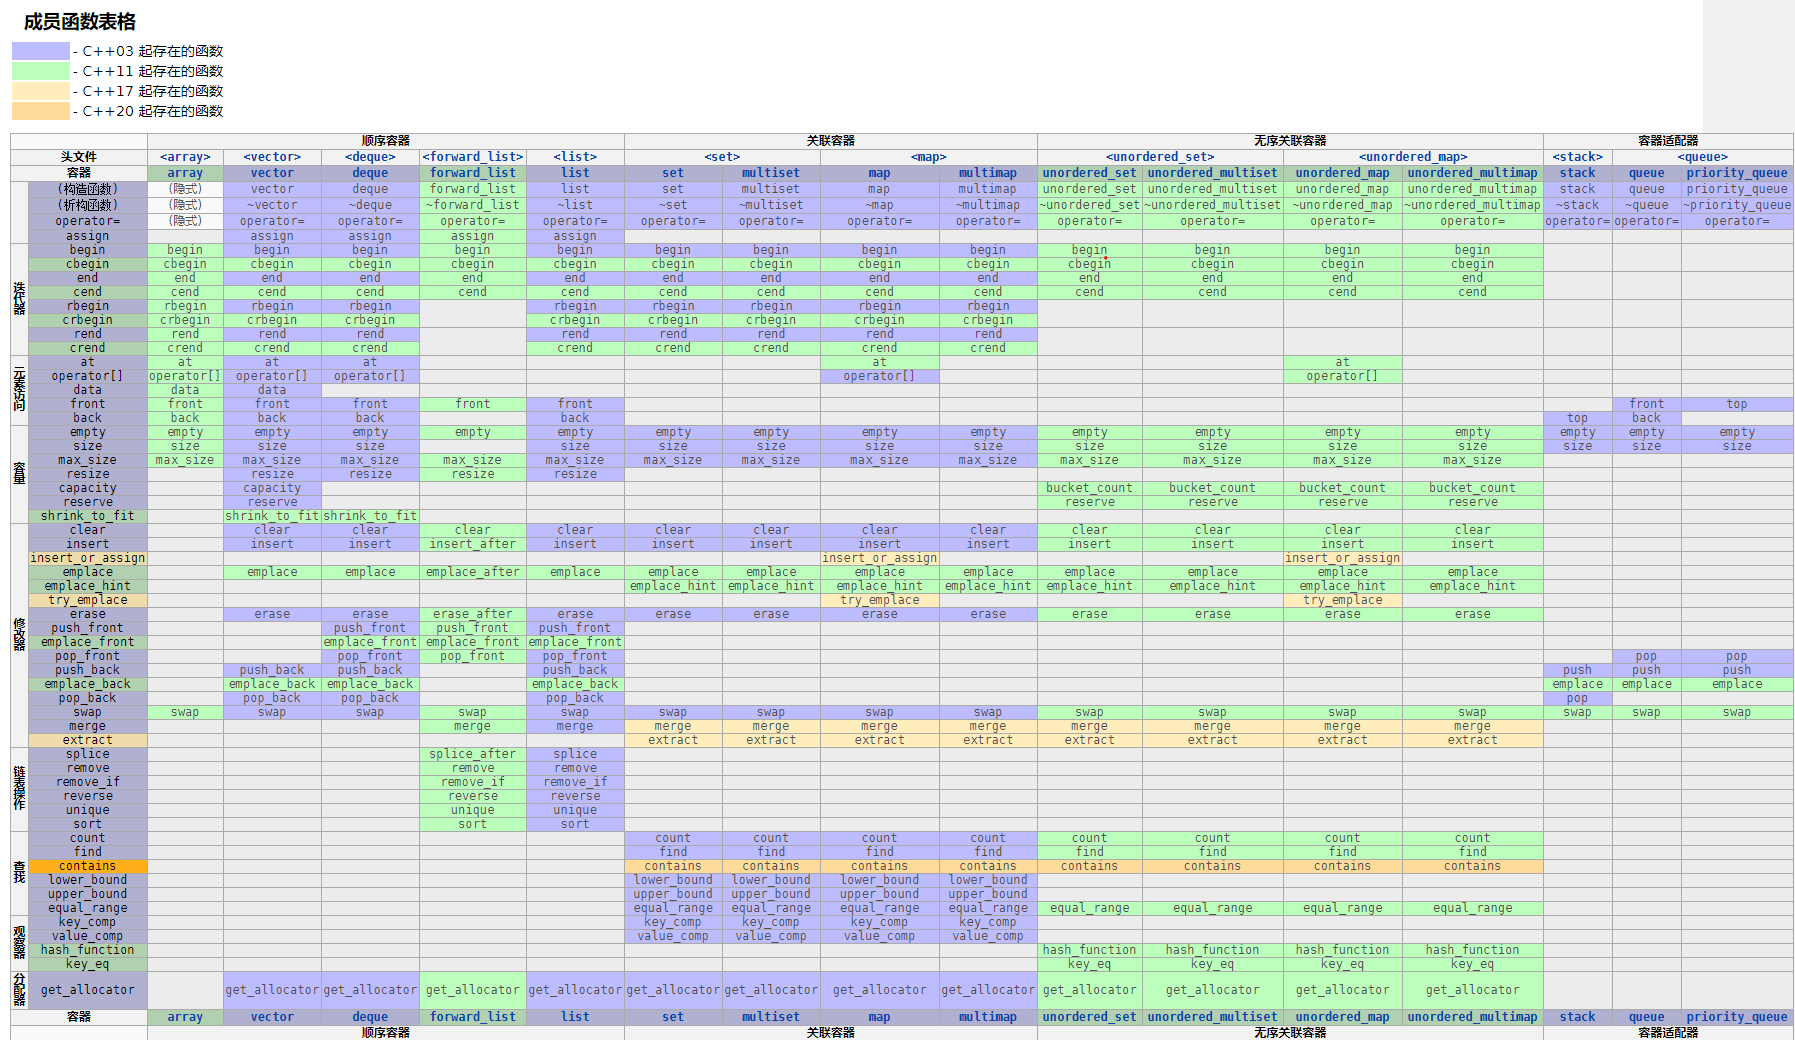 成员函数表格
- C++03 起存在的函数
- C++11 起存在的函数
- C++17 起存在的函数
- C++20 起存在的函数
顺序容器 关联容器 无序关联容器 容器适配器
头文件 <array> <vector> <deque> <forward_list> <list> <set> <map> <unordered_set> <unordered_map> <stack> <queue>
容器 array vector deque forward_list list set multiset map multimap unordered_set unordered_multiset unordered_map unordered_multimap stack queue priority_queue
(构造函数) (隐式) vector deque forward_list list set multiset map multimap unordered_set unordered_multiset unordered_map unordered_multimap stack queue priority_queue
(析构函数) (隐式) ~vector ~deque ~forward_list ~list ~set ~multiset ~map ~multimap ~unordered_set ~unordered_multiset ~unordered_map ~unordered_multimap ~stack ~queue ~priority_queue
operator= (隐式) operator= operator= operator= operator= operator= operator= operator= operator= operator= operator= operator= operator= operator= operator= operator=
assign assign assign assign assign
迭代器
begin begin begin begin begin begin begin begin begin begin begin begin begin begin
cbegin cbegin cbegin cbegin cbegin cbegin cbegin cbegin cbegin cbegin cbegin cbegin cbegin cbegin
end end end end end end end end end end end end end end
cend cend cend cend cend cend cend cend cend cend cend cend cend cend
rbegin rbegin rbegin rbegin rbegin rbegin rbegin rbegin rbegin
crbegin crbegin crbegin crbegin crbegin crbegin crbegin crbegin crbegin
rend rend rend rend rend rend rend rend rend
crend crend crend crend crend crend crend crend crend
元素访问
at at at at at at
operator[] operator[] operator[] operator[] operator[] operator[]
data data data
front front front front front front front top
back back back back back top back
容量
empty empty empty empty empty empty empty empty empty empty empty empty empty empty empty empty empty
size size size size size size size size size size size size size size size size
max_size max_size max_size max_size max_size max_size max_size max_size max_size max_size max_size max_size max_size max_size
resize resize resize resize resize
capacity capacity bucket_count bucket_count bucket_count bucket_count
reserve reserve reserve reserve reserve reserve
shrink_to_fit shrink_to_fit shrink_to_fit
修改器
clear clear clear clear clear clear clear clear clear clear clear clear clear
insert insert insert insert_after insert insert insert insert insert insert insert insert insert
insert_or_assign insert_or_assign insert_or_assign
emplace emplace emplace emplace_after emplace emplace emplace emplace emplace emplace emplace emplace emplace
emplace_hint emplace_hint emplace_hint emplace_hint emplace_hint emplace_hint emplace_hint emplace_hint emplace_hint
try_emplace try_emplace try_emplace
erase erase erase erase_after erase erase erase erase erase erase erase erase erase
push_front push_front push_front push_front
emplace_front emplace_front emplace_front emplace_front
pop_front pop_front pop_front pop_front pop pop
push_back push_back push_back push_back push push push
emplace_back emplace_back emplace_back emplace_back emplace emplace emplace
pop_back pop_back pop_back pop_back pop
swap swap swap swap swap swap swap swap swap swap swap swap swap swap swap swap swap
merge merge merge merge merge merge merge merge merge merge merge
extract extract extract extract extract extract extract extract extract
链表操作
splice splice_after splice
remove remove remove
remove_if remove_if remove_if
reverse reverse reverse
unique unique unique
sort sort sort
查找
count count count count count count count count count
find find find find find find find find find
contains contains contains contains contains contains contains contains contains
lower_bound lower_bound lower_bound lower_bound lower_bound
upper_bound upper_bound upper_bound upper_bound upper_bound
equal_range equal_range equal_range equal_range equal_range equal_range equal_range equal_range equal_range
观察器
key_comp key_comp key_comp key_comp key_comp
value_comp value_comp value_comp value_comp value_comp
hash_function hash_function hash_function hash_function hash_function
key_eq key_eq key_eq key_eq key_eq
分配器
get_allocator get_allocator get_allocator get_allocator get_allocator get_allocator get_allocator get_allocator get_allocator get_allocator get_allocator get_allocator get_allocator
容器 array vector deque forward_list list set multiset map multimap unordered_set unordered_multiset unordered_map unordered_multimap stack queue priority_queue
顺序容器 关联容器 无序关联容器 容器适配器